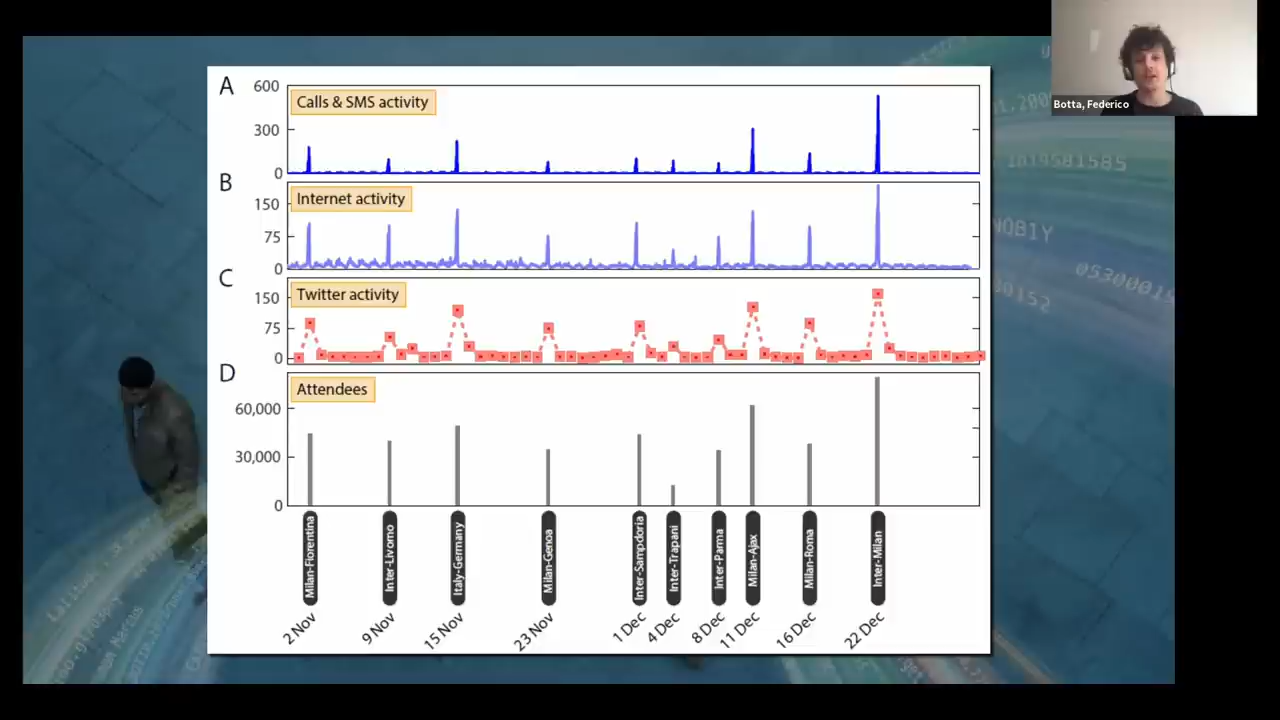 A
Calls & SMS activity
600
300
0
B
Internet activity
150
75
0
C
Twitter activity
150
75
0
D
Attendees
60,000
30,000
0
Milan-Fiorentina
Inter-Livorno
Italy-Germany
Milan-Genoa
Inter-Sampdoria
Inter-Trapani
Inter-Parma
Milan-Ajax
Milan-Roma
Inter-Milan
2 Nov
9 Nov
15 Nov
23 Nov
1 Dec
4 Dec
8 Dec
11 Dec
16 Dec
22 Dec
Botta, Federico